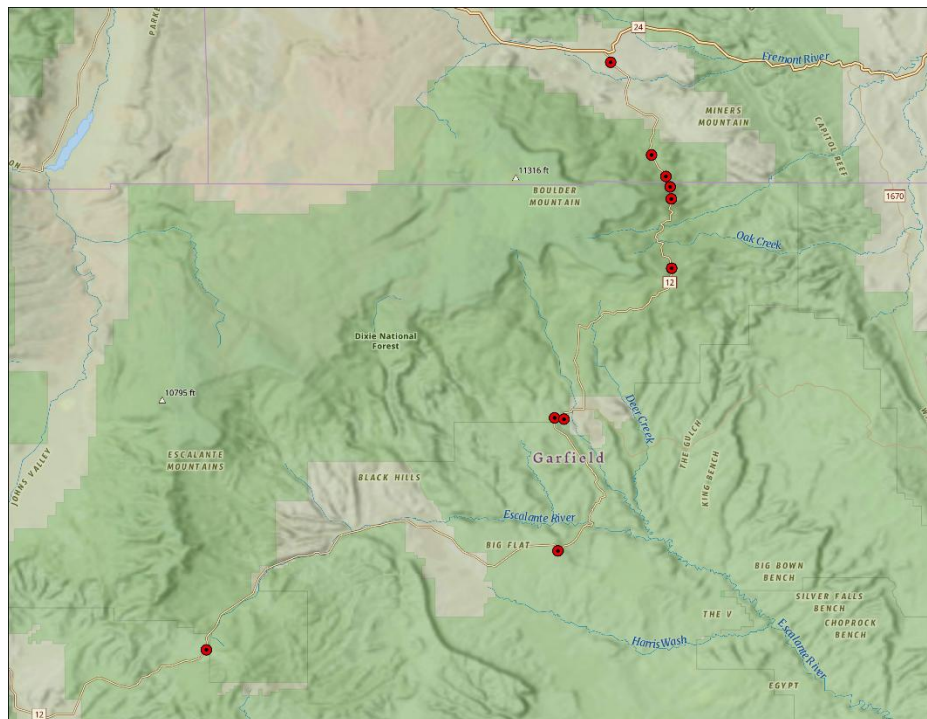 PARKE
24
Fremont River
MINERS
MOUNTAIN
CAPITOL REEF
ON
11316 ft
BOULDER
MOUNTAIN
1670
Oak Creek
12
Dixie National
Forest
10795 ft
Deer Creek
THE GULCH
ESCALANTE
MOUNTAINS
Garfield
KING BENCH
JOHNS VALLEY
BLACK HILLS
Escalante River
BIG FLAT
BIG BOWN
BENCH
SILVER FALLS
BENCH
THE V
CHOPROCK
BENCH
Harris Wash
Escalante River
EGYPT
12